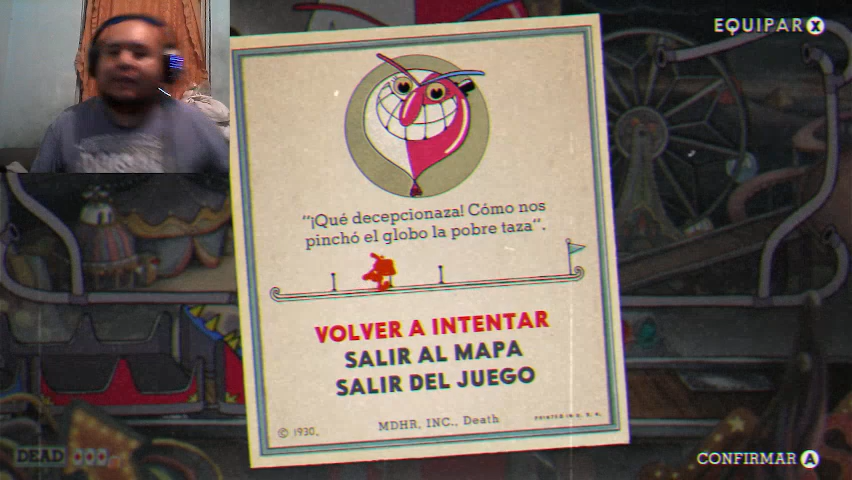 EQUIPAR X
"¡Qué decepcionaza! Cómo nos
pinchó el globo la pobre taza".
VOLVER A INTENTAR
SALIR AL MAPA
SALIR DEL JUEGO
© 1930. MDHR, INC., Death PRINTED IN U. S. A.
DEAD
CONFIRMAR A